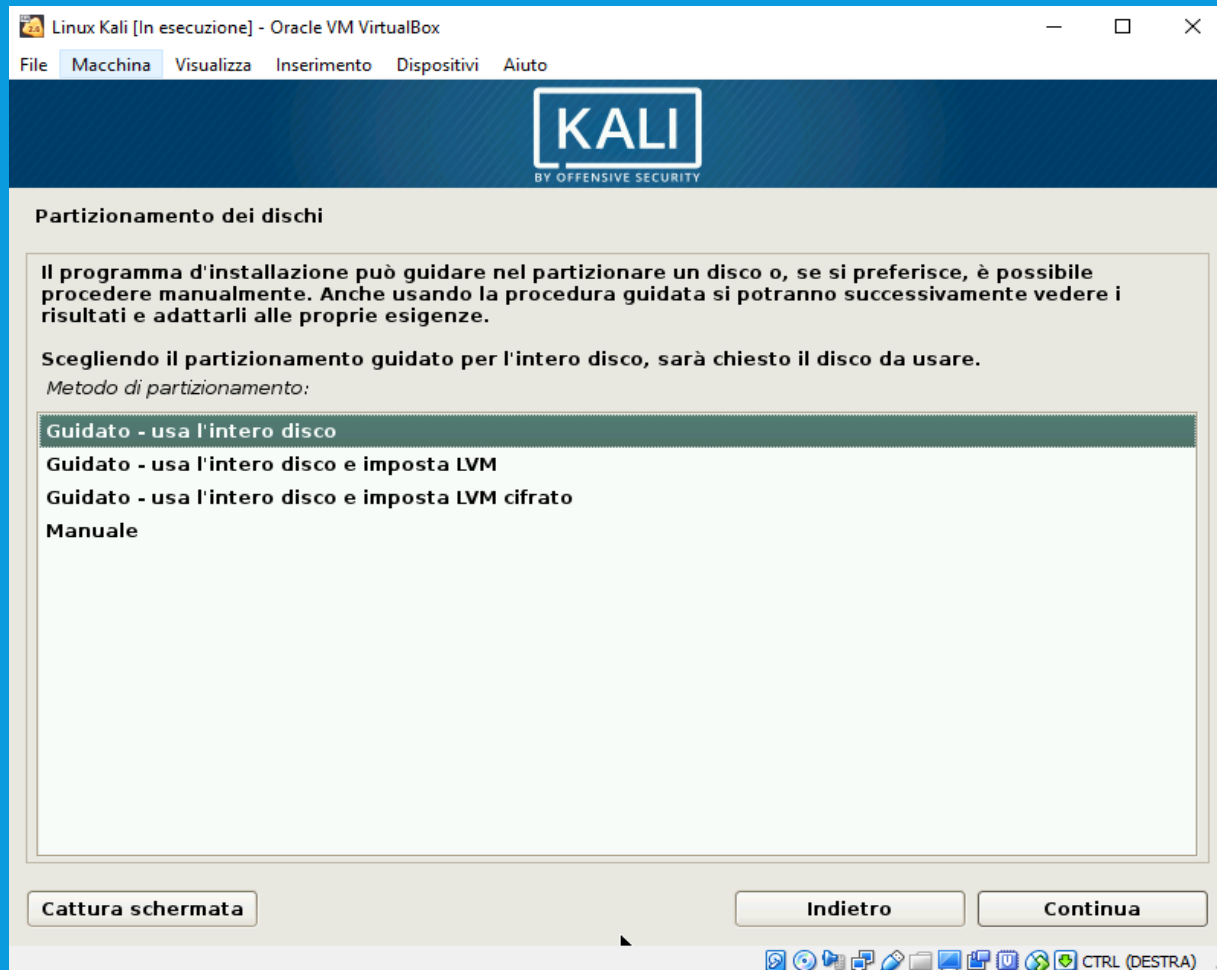 Linux Kali [In esecuzione] - Oracle VM VirtualBox
File Macchina Visualizza Inserimento Dispositivi Aiuto
KALI
BY OFFENSIVE SECURITY
Partizionamento dei dischi
Il programma d'installazione può guidare nel partizionare un disco o, se si preferisce, è possibile
procedere manualmente. Anche usando la procedura guidata si potranno successivamente vedere i
risultati e adattarli alle proprie esigenze.
Scegliendo il partizionamento guidato per l'intero disco, sarà chiesto il disco da usare.
Metodo di partizionamento:
Guidato - usa l'intero disco
Guidato - usa l'intero disco e imposta LVM
Guidato - usa l'intero disco e imposta LVM cifrato
Manuale
Cattura schermata Indietro Continua
CTRL (DESTRA)